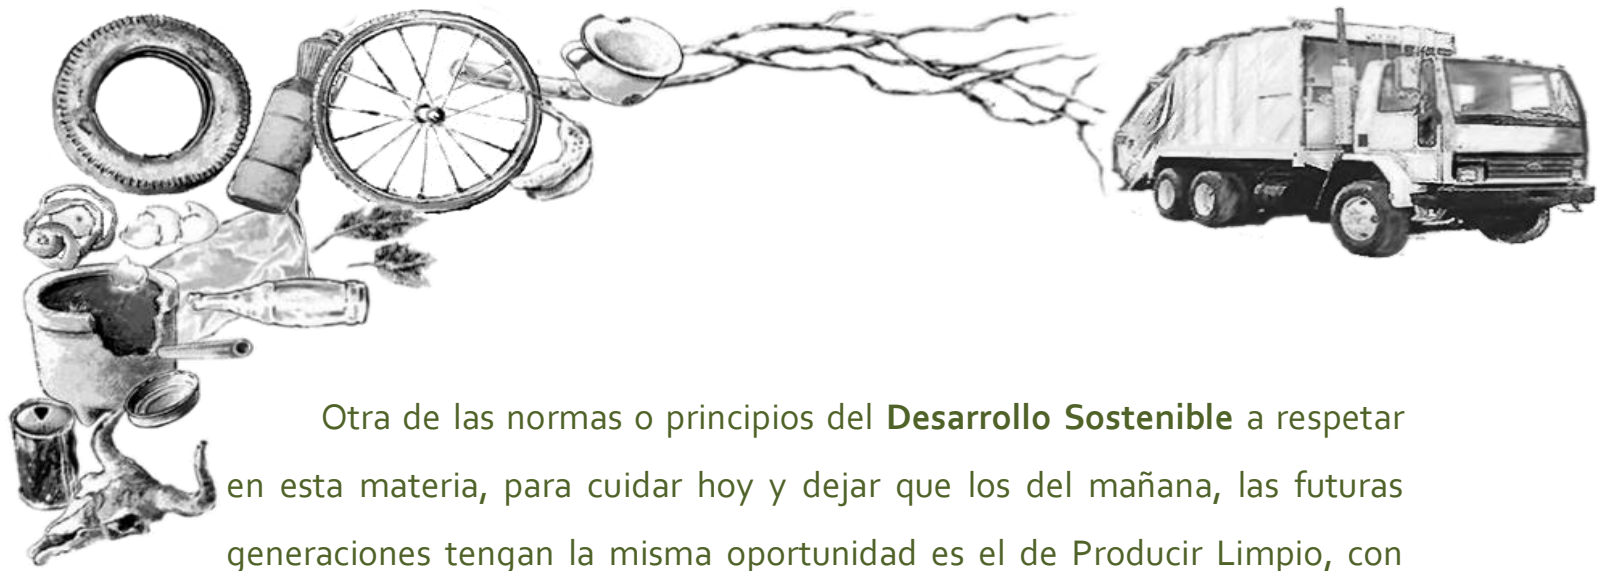 Otra de las normas o principios del Desarrollo Sostenible a respetar
en esta materia, para cuidar hoy y dejar que los del mañana, las futuras
generaciones tengan la misma oportunidad es el de Producir Limpio, con